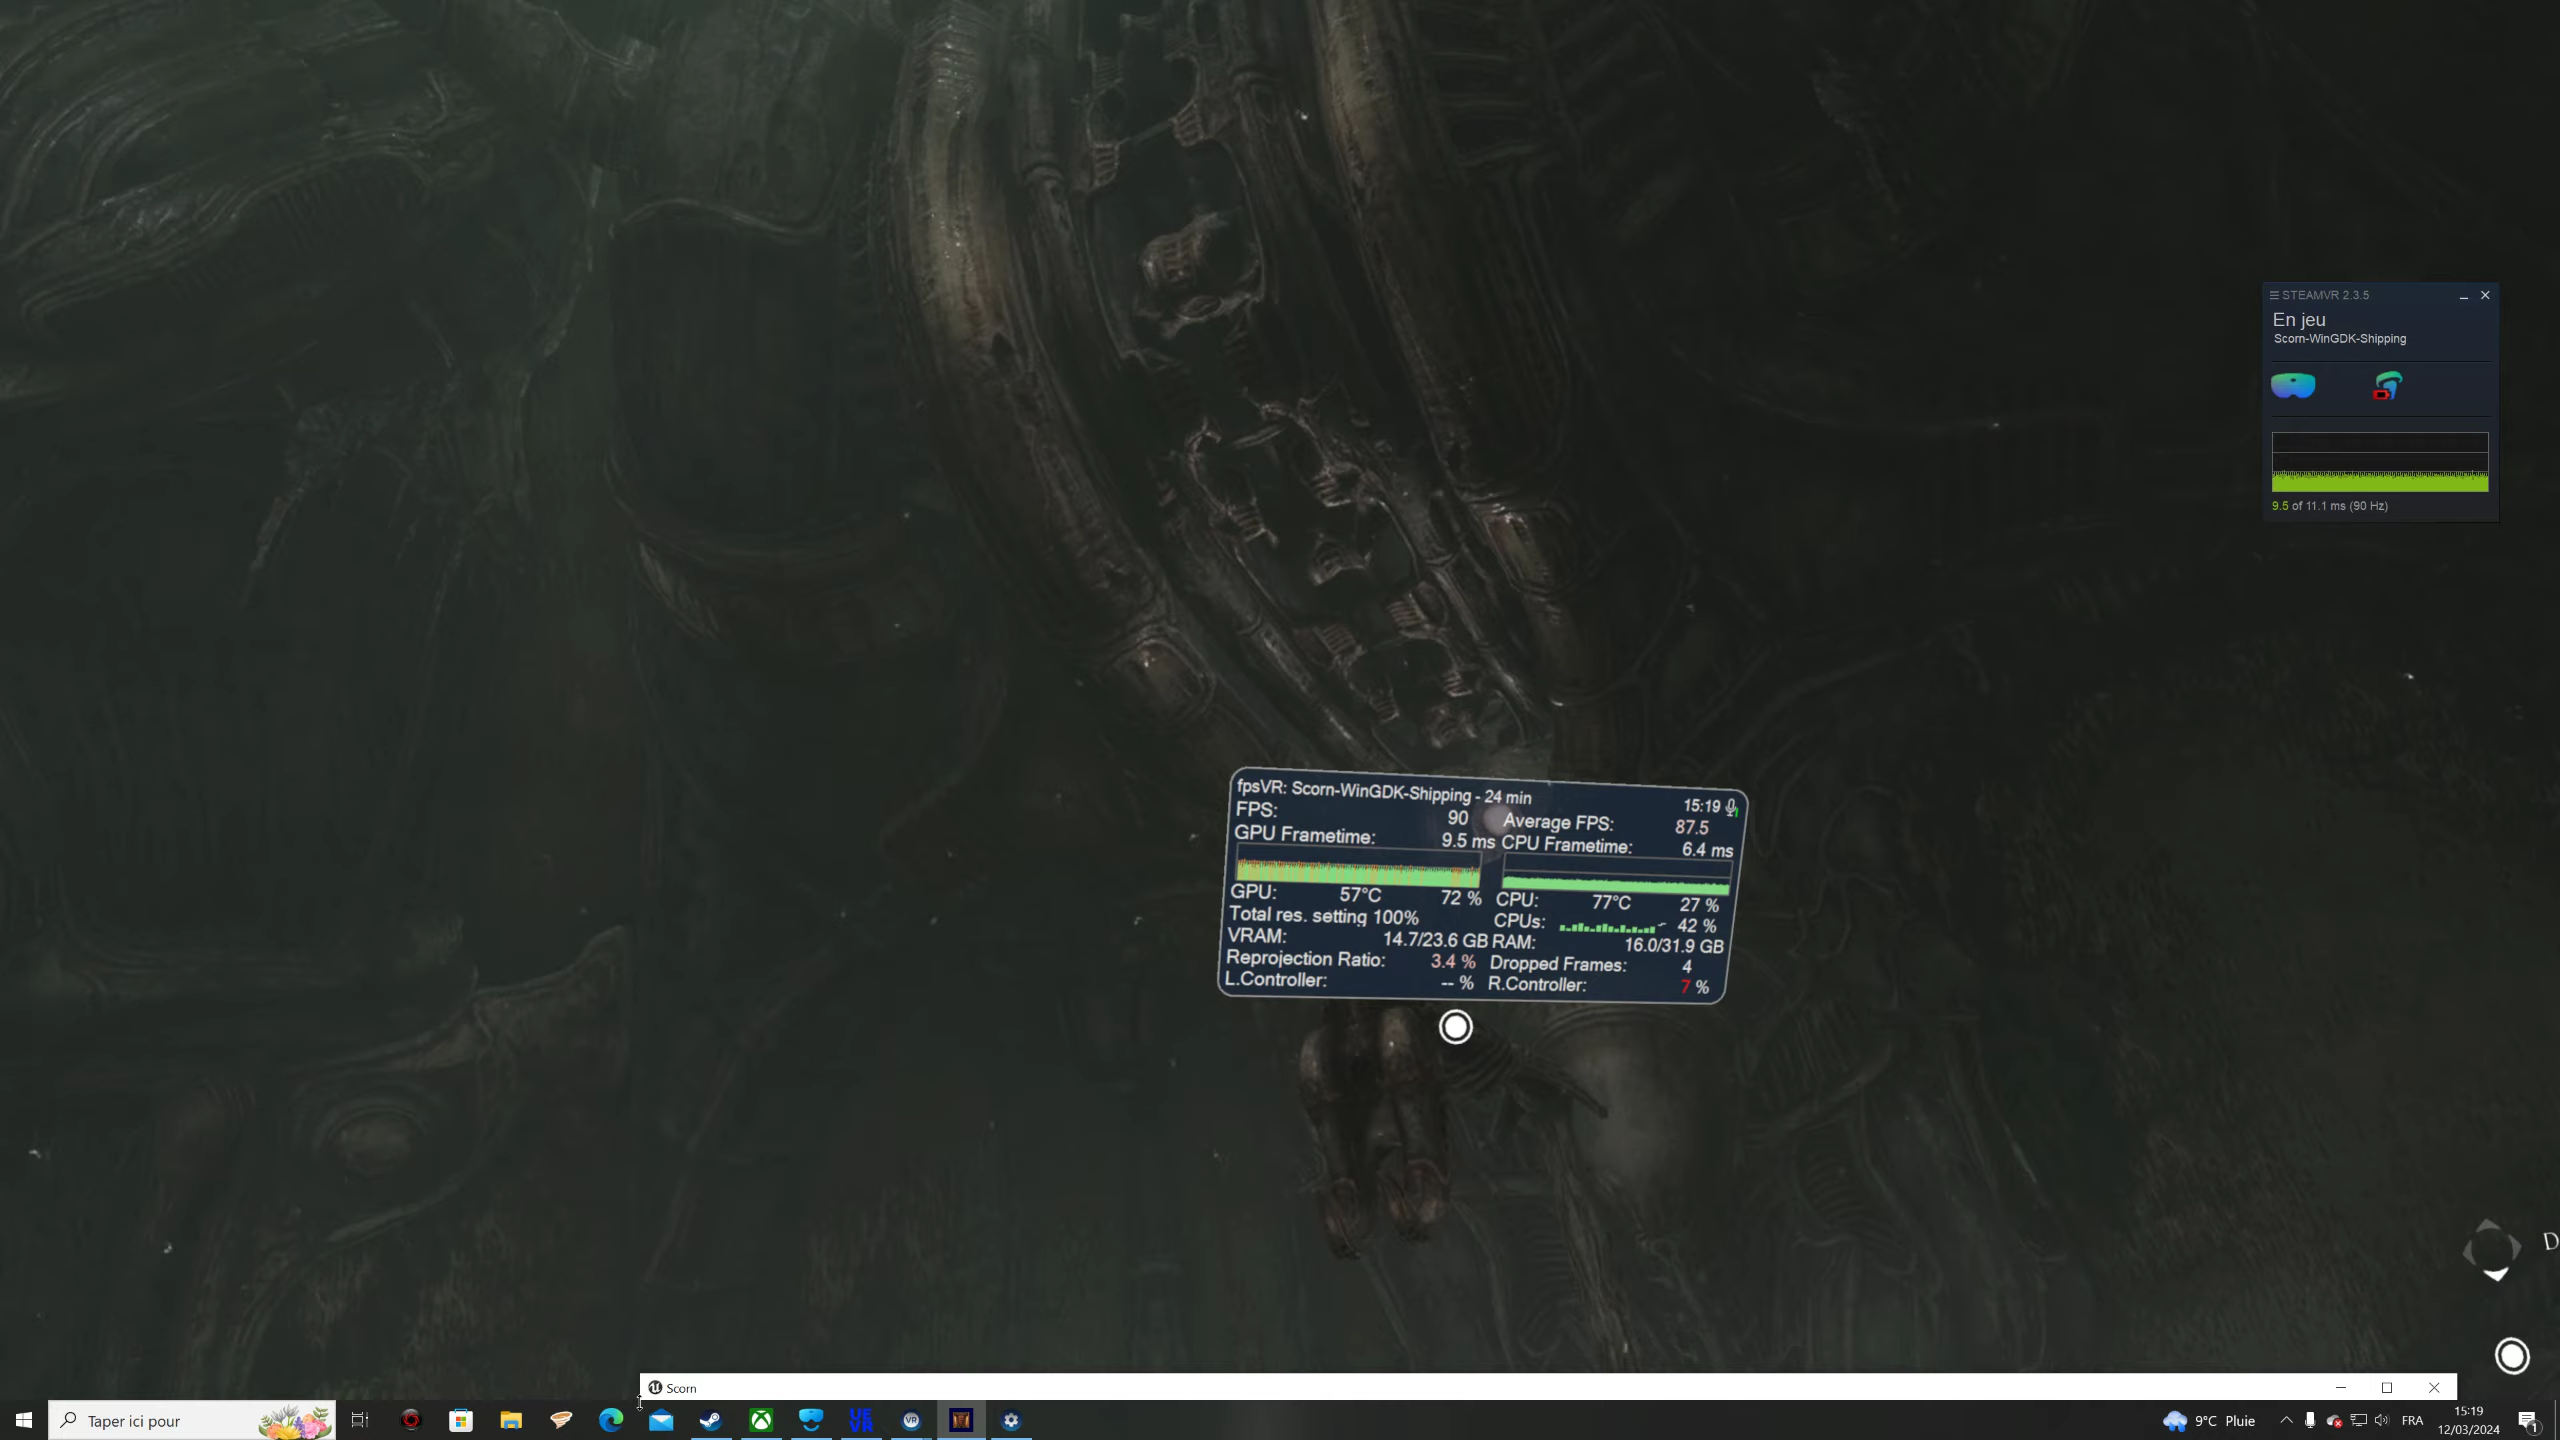 STEAMVR 2.3.5
En jeu
Scorn-WinGDK-Shipping
9.5 of 11.1 ms (90 Hz)
fpsVR: Scorn-WinGDK-Shipping - 24 min 15:19
FPS: 90 Average FPS: 87.5
GPU Frametime: 9.5 ms CPU Frametime: 6.4 ms
GPU: 57°C 72 % CPU: 77°C 27 %
Total res. setting 100% CPUs: 42 %
VRAM: 14.7/23.6 GB RAM: 16.0/31.9 GB
Reprojection Ratio: 3.4 % Dropped Frames: 4
L.Controller: -- % R.Controller: 7 %
D
Scorn
Taper ici pour
UE
VR
VR
9°C Pluie
FRA
15:19
12/03/2024
1